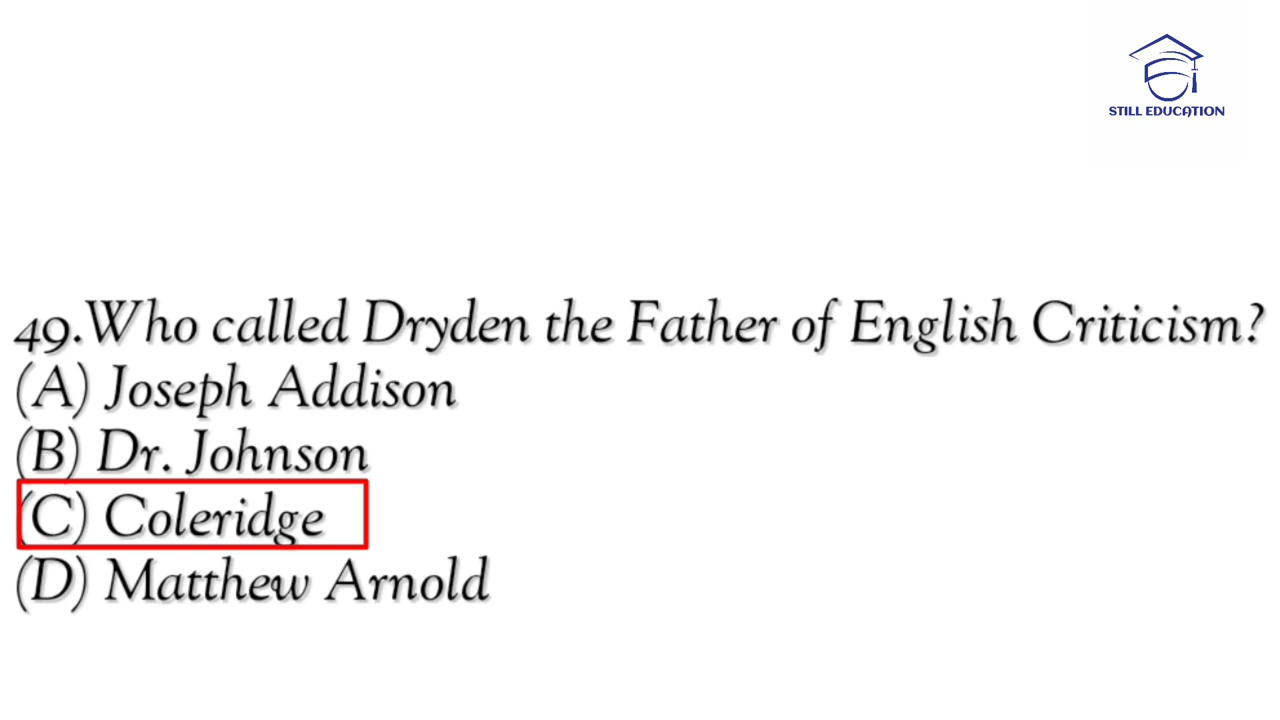 STILL EDUCATION
49.Who called Dryden the Father of English Criticism?
(A) Joseph Addison
(B) Dr. Johnson
(C) Coleridge
(D) Matthew Arnold